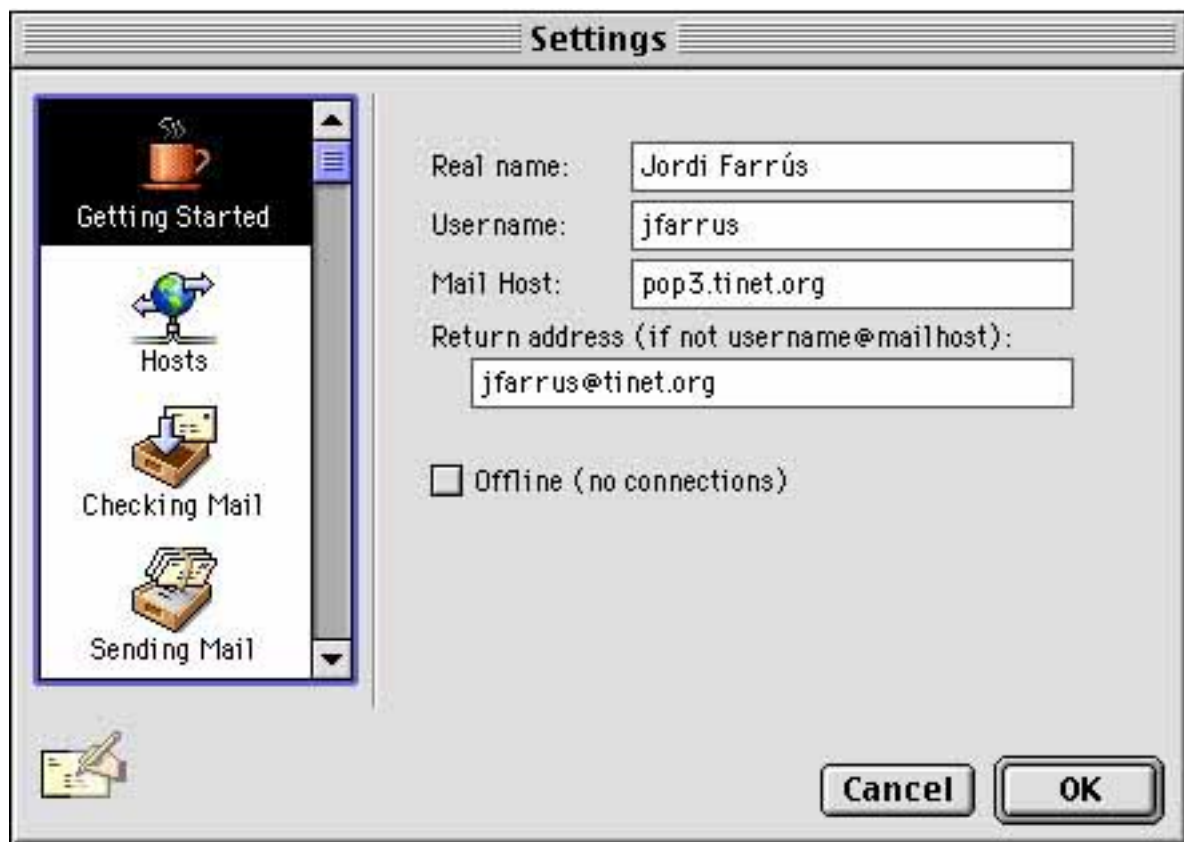 Settings
Getting Started
Hosts
Checking Mail
Sending Mail
Real name: Jordi Farrús
Username: jfarrus
Mail Host: pop3.tinet.org
Return address (if not username@mailhost):
jfarrus@tinet.org
Offline (no connections)
Cancel OK